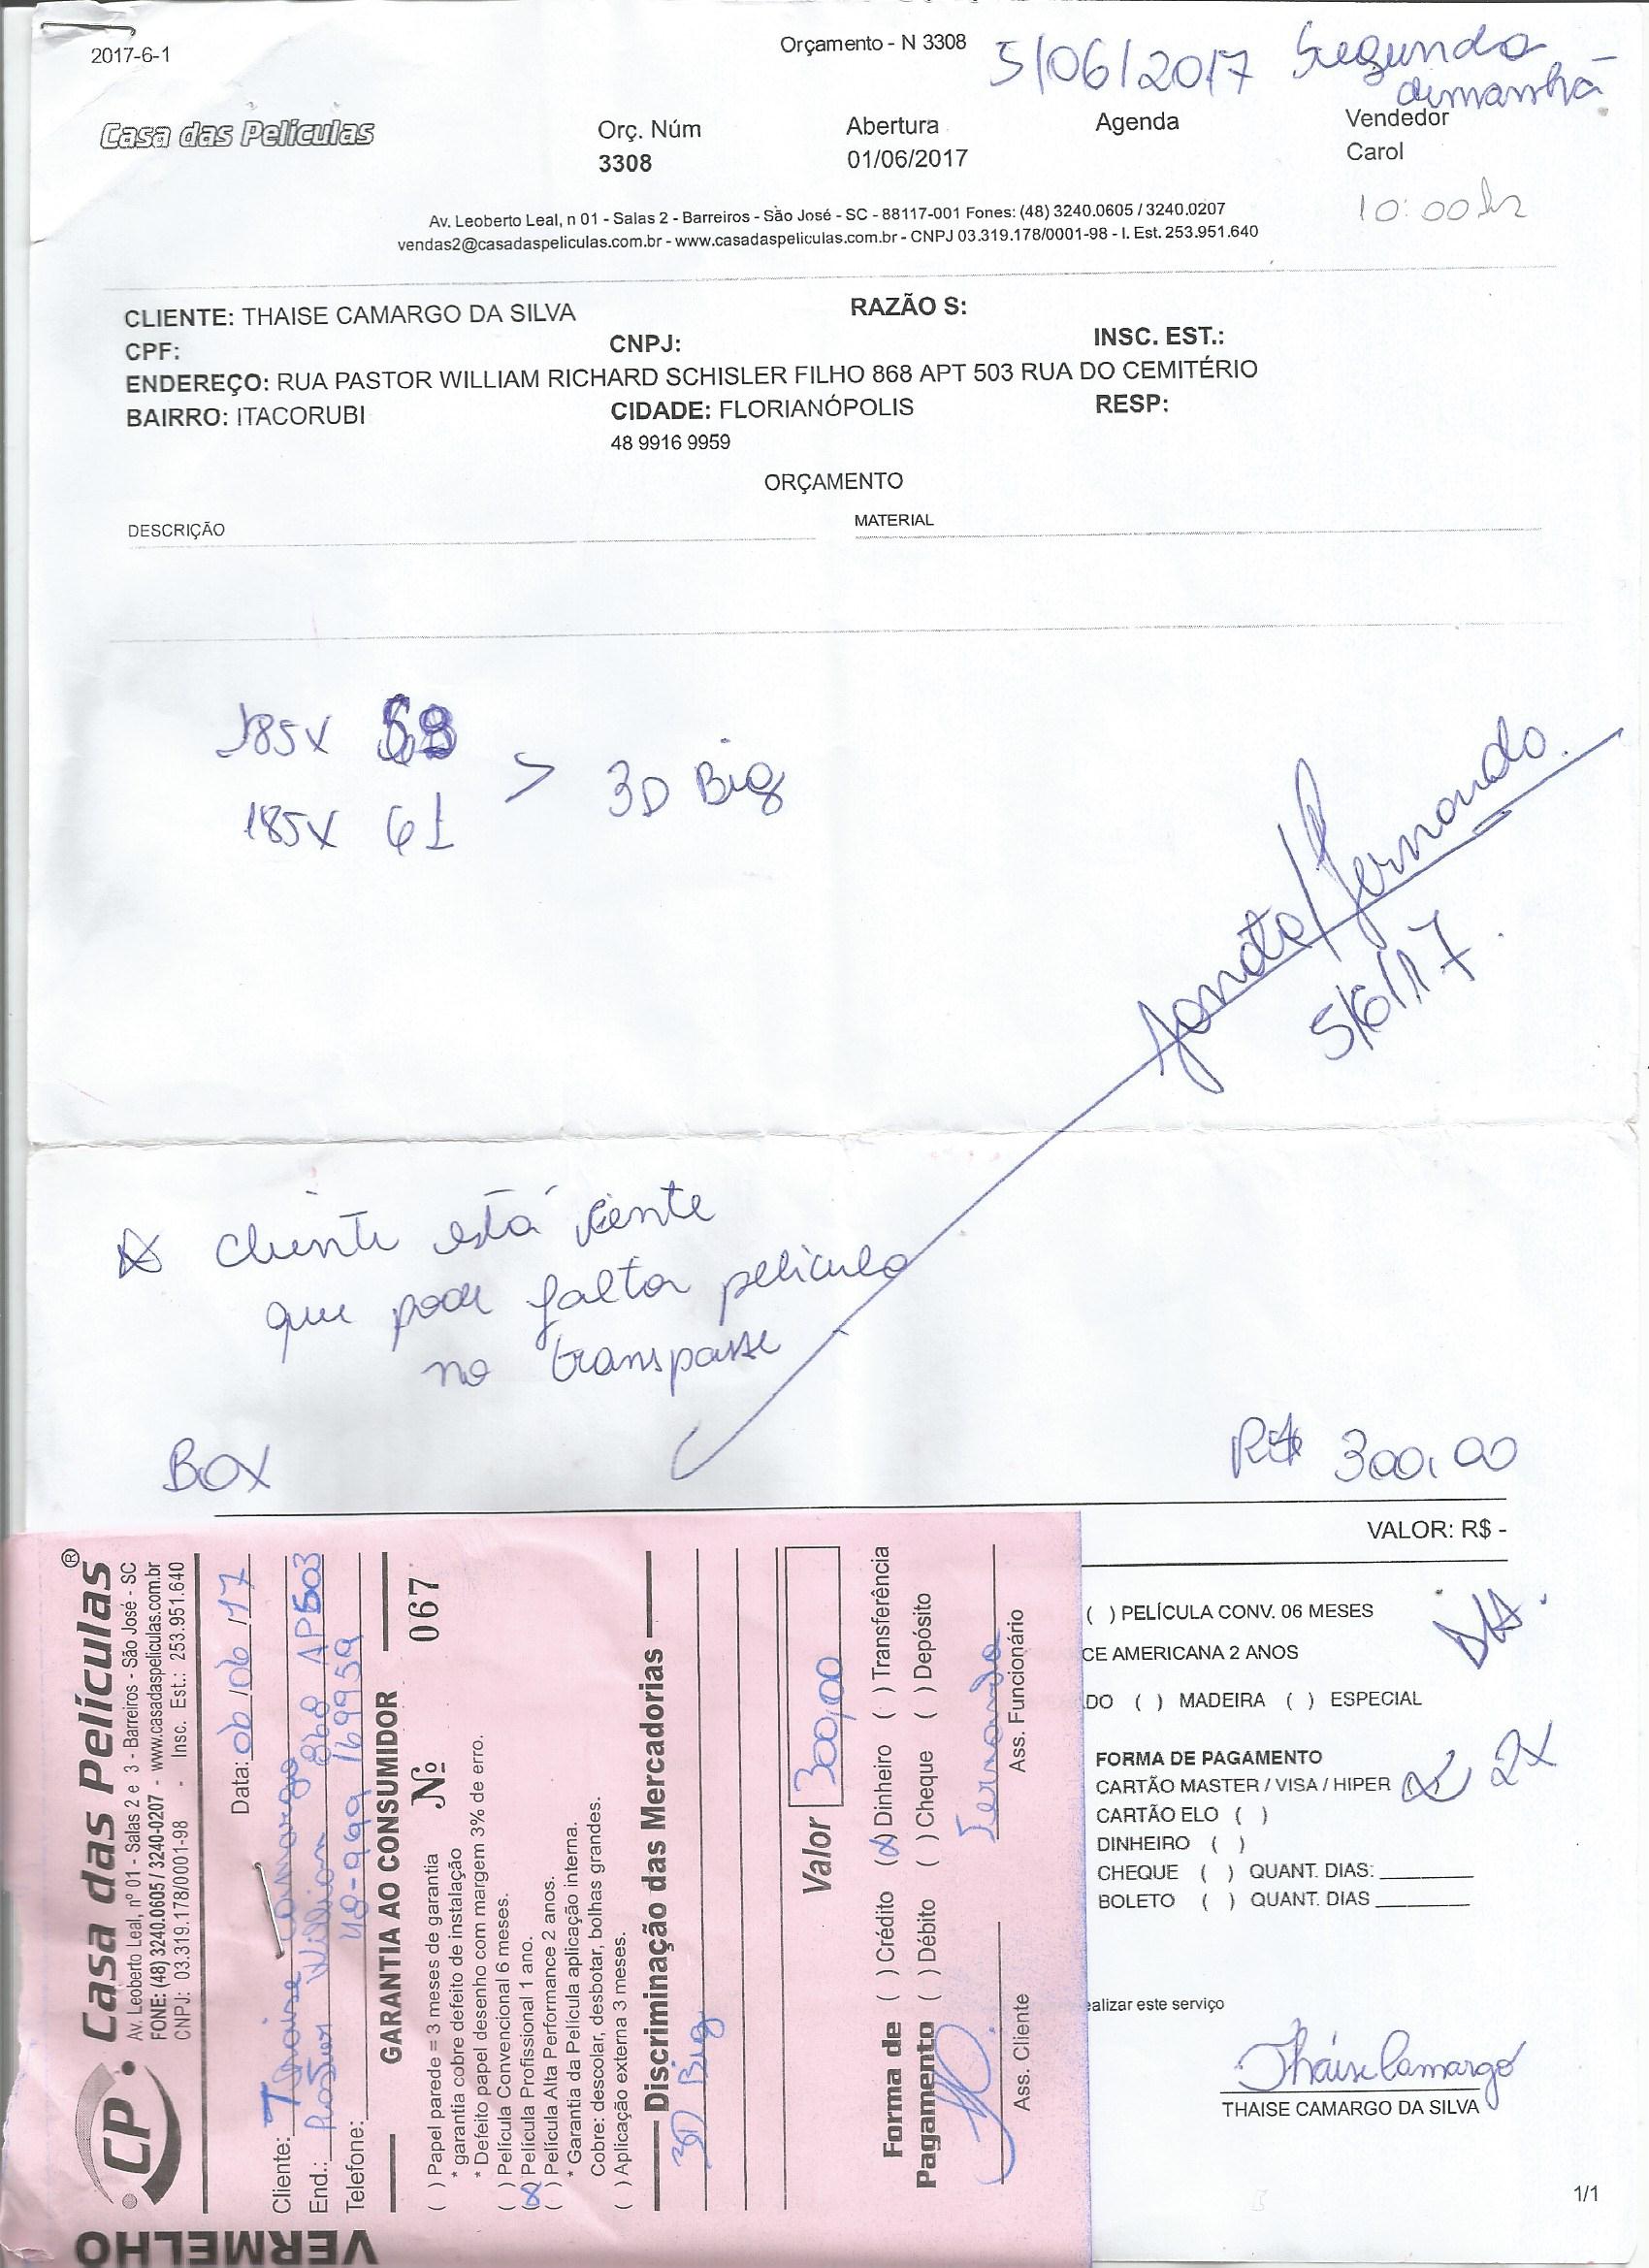 2017-6-1
Orçamento - N 3308
5/06/2017 Segunda
dimanhã
Casa das Películas
Orç. Núm
3308
Abertura
01/06/2017
Agenda
Vendedor
Carol
10:00hr
Av. Leoberto Leal, n 01 - Salas 2 - Barreiros - São José - SC - 88117-001 Fones: (48) 3240.0605 / 3240.0207
vendas2@casadaspeliculas.com.br - www.casadaspeliculas.com.br - CNPJ 03.319.178/0001-98 - I. Est. 253.951.640
CLIENTE: THAISE CAMARGO DA SILVA
RAZÃO S:
CPF:
CNPJ:
INSC. EST.:
ENDEREÇO: RUA PASTOR WILLIAM RICHARD SCHISLER FILHO 868 APT 503 RUA DO CEMITÉRIO
BAIRRO: ITACORUBI
CIDADE: FLORIANÓPOLIS
RESP:
48 9916 9959
ORÇAMENTO
DESCRIÇÃO
MATERIAL
185X
185X 61
> 3D Big
/Fernando.
5/6/17.
cliente está ciente
que pode faltar película
no transpasse
BOX
R$ 300,00
VALOR: R$ -
( ) PELÍCULA CONV. 06 MESES
CE AMERICANA 2 ANOS
DO ( ) MADEIRA ( ) ESPECIAL
FORMA DE PAGAMENTO
CARTÃO MASTER / VISA / HIPER (X) 2X
CARTÃO ELO ( )
DINHEIRO ( )
CHEQUE ( ) QUANT. DIAS:
BOLETO ( ) QUANT. DIAS
ealizar este serviço
Thaise Camargo
THAISE CAMARGO DA SILVA
1/1
VERMELHO
CP
Casa das Películas®
Av. Leoberto Leal, nº 01 - Salas 2 e 3 - Barreiros - São José - SC
FONE: (48) 3240.0605 / 3240-0207 - www.casadaspeliculas.com.br
CNPJ: 03.319.178/0001-98 - Insc. Est.: 253.951.640
Data: 06/06/17
Cliente: Thaise Camargo
End.: Pastor William 868 AP503
Telefone: 48-999169959
GARANTIA AO CONSUMIDOR
Nº 067
( ) Papel parede = 3 meses de garantia
* garantia cobre defeito de instalação
* Defeito papel desenho com margem 3% de erro.
( ) Película Convencional 6 meses.
(X) Película Profissional 1 ano.
( ) Película Alta Performance 2 anos.
* Garantia da Película aplicação interna.
Cobre: descolar, desbotar, bolhas grandes.
( ) Aplicação externa 3 meses.
Discriminação das Mercadorias
3D Big
Valor 300,00
Forma de Pagamento
( ) Crédito (X) Dinheiro ( ) Transferência
( ) Débito ( ) Cheque ( ) Depósito
Fernando
Ass. Cliente
Ass. Funcionário